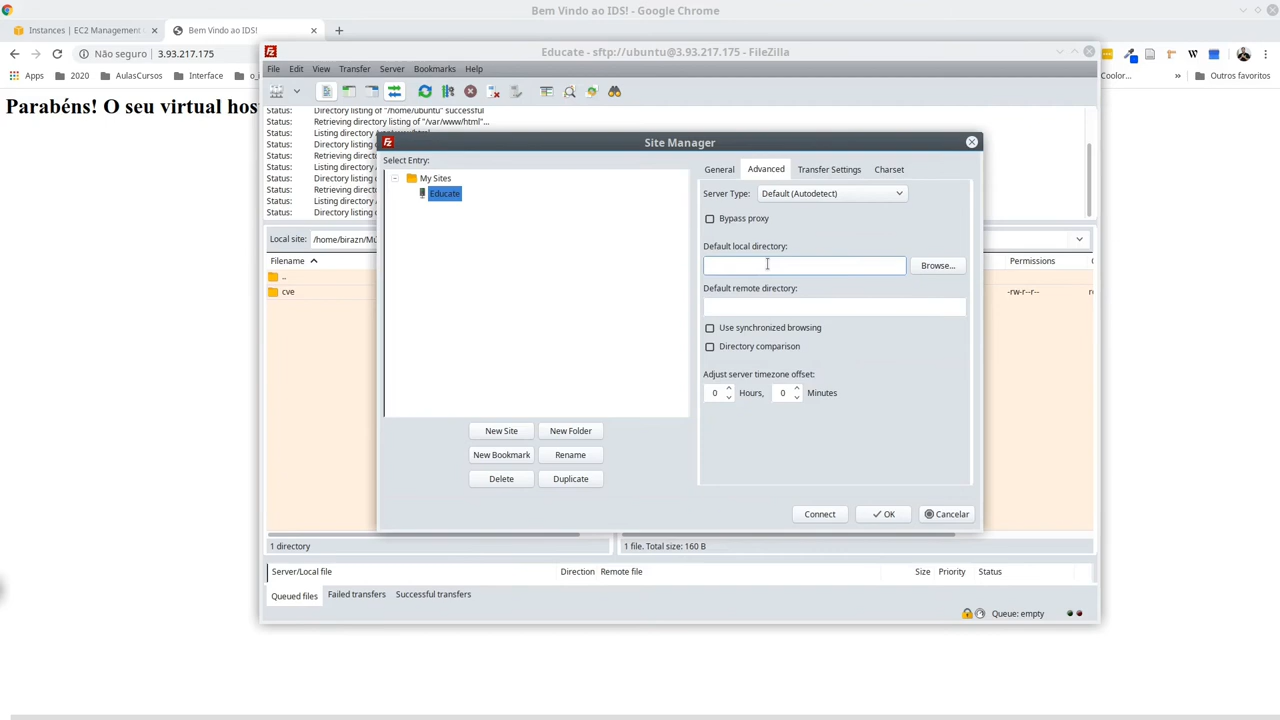 Bem Vindo ao IDS! - Google Chrome
Instances | EC2 Management
Bem Vindo ao IDS!
Não seguro 3.93.217.175
Apps
2020
AulasCursos
Interface
Coolor...
»
Outros favoritos
Parabéns! O seu virtual hos
Educate - sftp://ubuntu@3.93.217.175 - FileZilla
File Edit View Transfer Server Bookmarks Help
Status: Directory listing of "/home/ubuntu" successful
Status: Retrieving directory listing of "/var/www/html"...
Status: Listing directory
Status: Directory listing
Status: Retrieving
Status: Listing director
Status: Directory listing
Status: Retrieving
Status: Listing director
Status: Directory listing
Local site: /home/birazn/Mú
Filename
..
cve
Permissions
-rw-r--r--
1 directory
1 file. Total size: 160 B
Server/Local file Direction Remote file Size Priority Status
Queued files Failed transfers Successful transfers
Queue: empty
Site Manager
Select Entry:
My Sites
Educate
New Site New Folder
New Bookmark Rename
Delete Duplicate
General Advanced Transfer Settings Charset
Server Type: Default (Autodetect)
Bypass proxy
Default local directory:
Browse...
Default remote directory:
Use synchronized browsing
Directory comparison
Adjust server timezone offset:
0 Hours, 0 Minutes
Connect OK Cancelar